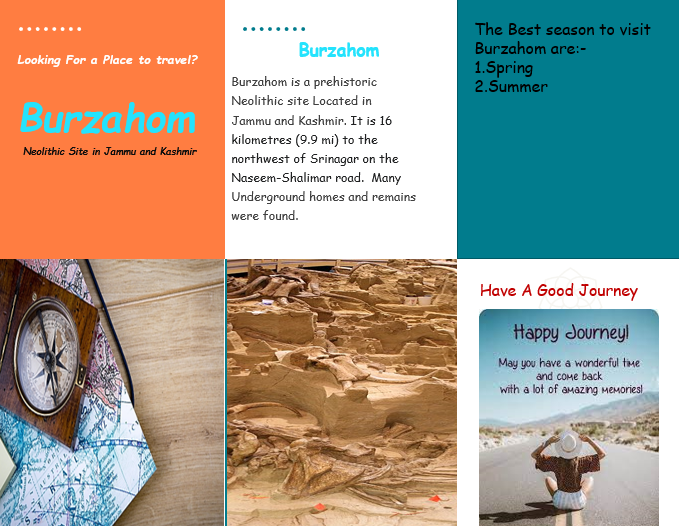 Looking For a Place to travel?
Burzahom
Neolithic Site in Jammu and Kashmir
Burzahom
Burzahom is a prehistoric
Neolithic site Located in
Jammu and Kashmir. It is 16
kilometres (9.9 mi) to the
northwest of Srinagar on the
Naseem-Shalimar road. Many
Underground homes and remains
were found.
The Best season to visit
Burzahom are:-
1.Spring
2.Summer
Have A Good Journey
Happy Journey!
May you have a wonderful time
and come back
with a lot of amazing memories!